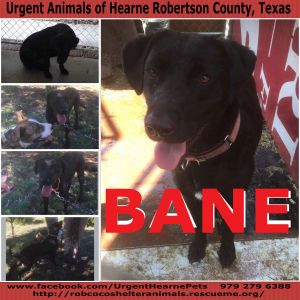 Urgent Animals of Hearne Robertson County, Texas
BANE
www.facebook.com/UrgentHearnePets 979 279 6388
http://robcocoshelteranimals.rescueme.org/